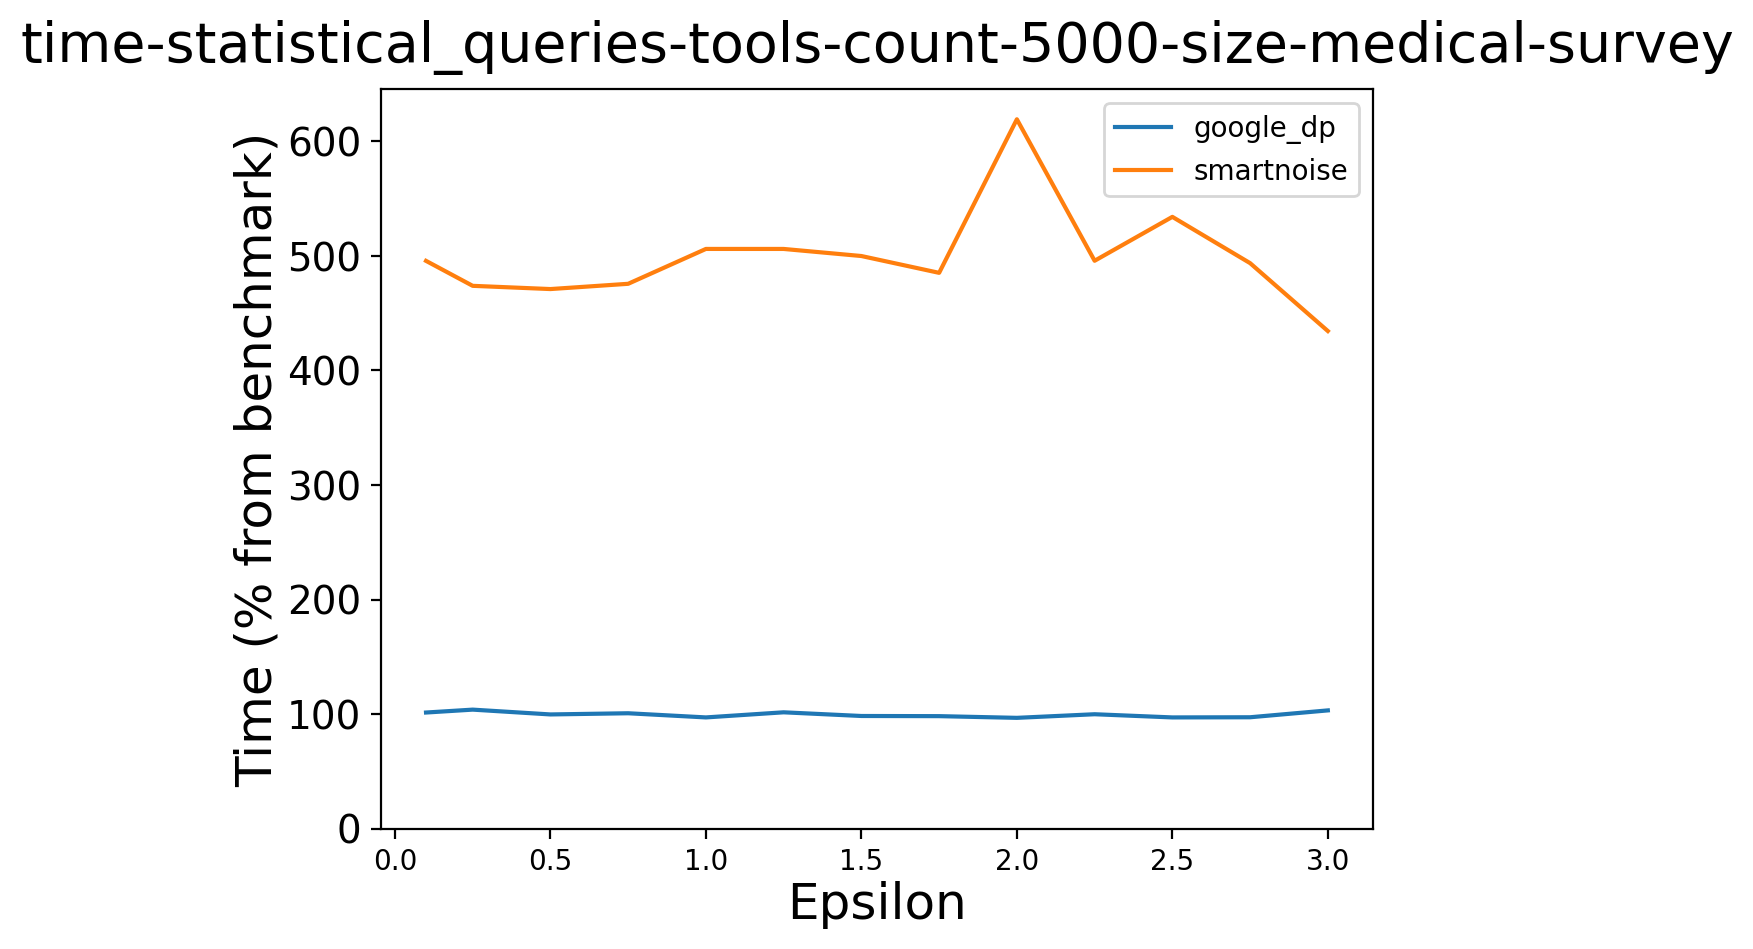 time-statistical_queries-tools-count-5000-size-medical-survey
google_dp
smartnoise
Time (% from benchmark)
600
500
400
300
200
100
0
0.0 0.5 1.0 1.5 2.0 2.5 3.0
Epsilon